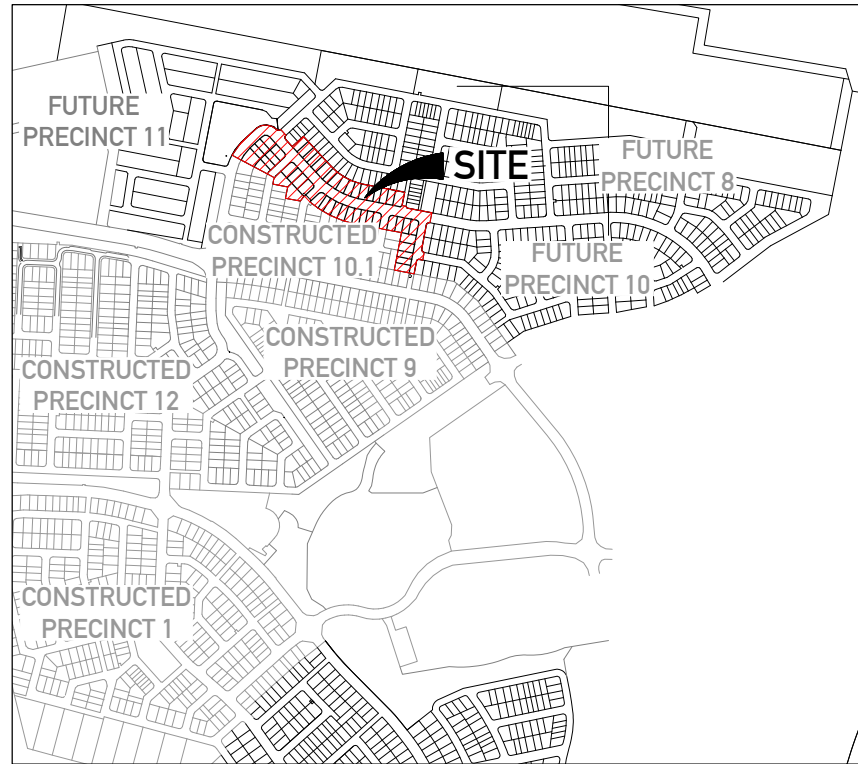 FUTURE
PRECINCT 11
SITE
FUTURE
PRECINCT 8
CONSTRUCTED
PRECINCT 10.1
FUTURE
PRECINCT 10
CONSTRUCTED
PRECINCT 9
CONSTRUCTED
PRECINCT 12
CONSTRUCTED
PRECINCT 1